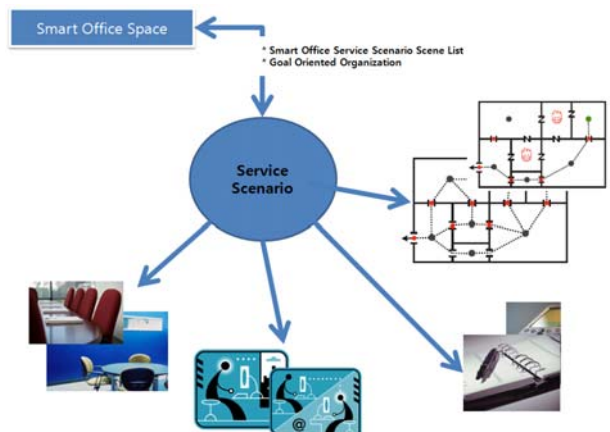 Smart Office Space
* Smart Office Service Scenario Scene List
* Goal Oriented Organization
Service
Scenario
@